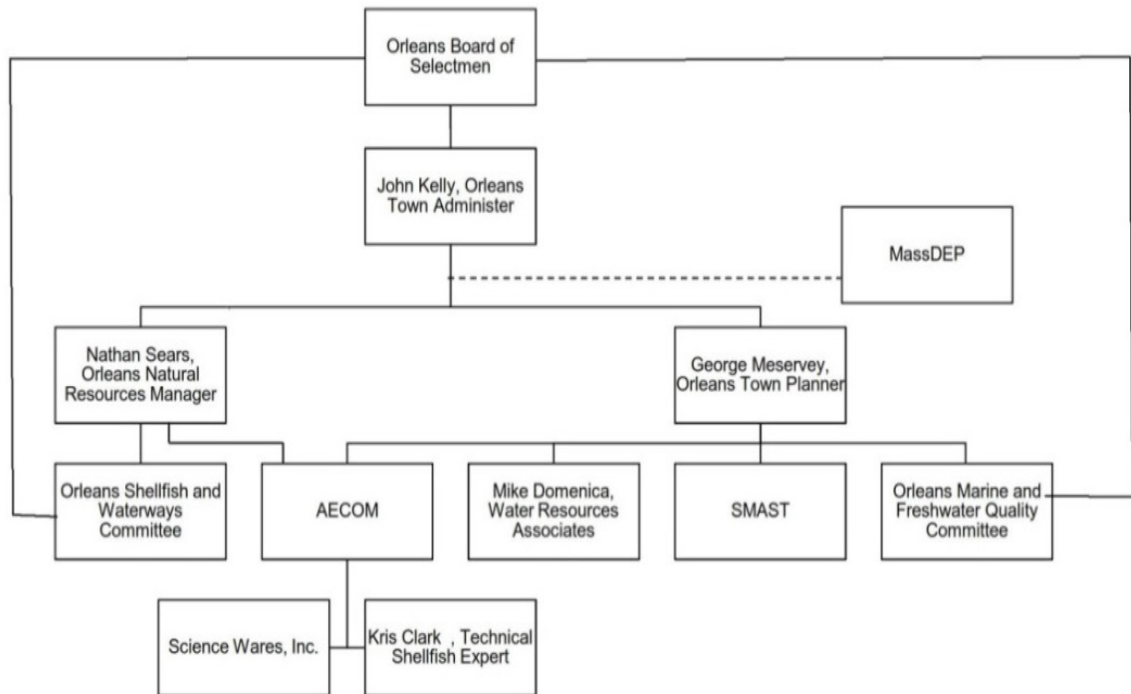 Orleans Board of
Selectmen
John Kelly, Orleans
Town Administer
MassDEP
Nathan Sears,
Orleans Natural
Resources Manager
George Meservey,
Orleans Town Planner
Orleans Shellfish and
Waterways
Committee
AECOM
Mike Domenica,
Water Resources
Associates
SMAST
Orleans Marine and
Freshwater Quality
Committee
Science Wares, Inc.
Kris Clark , Technical
Shellfish Expert